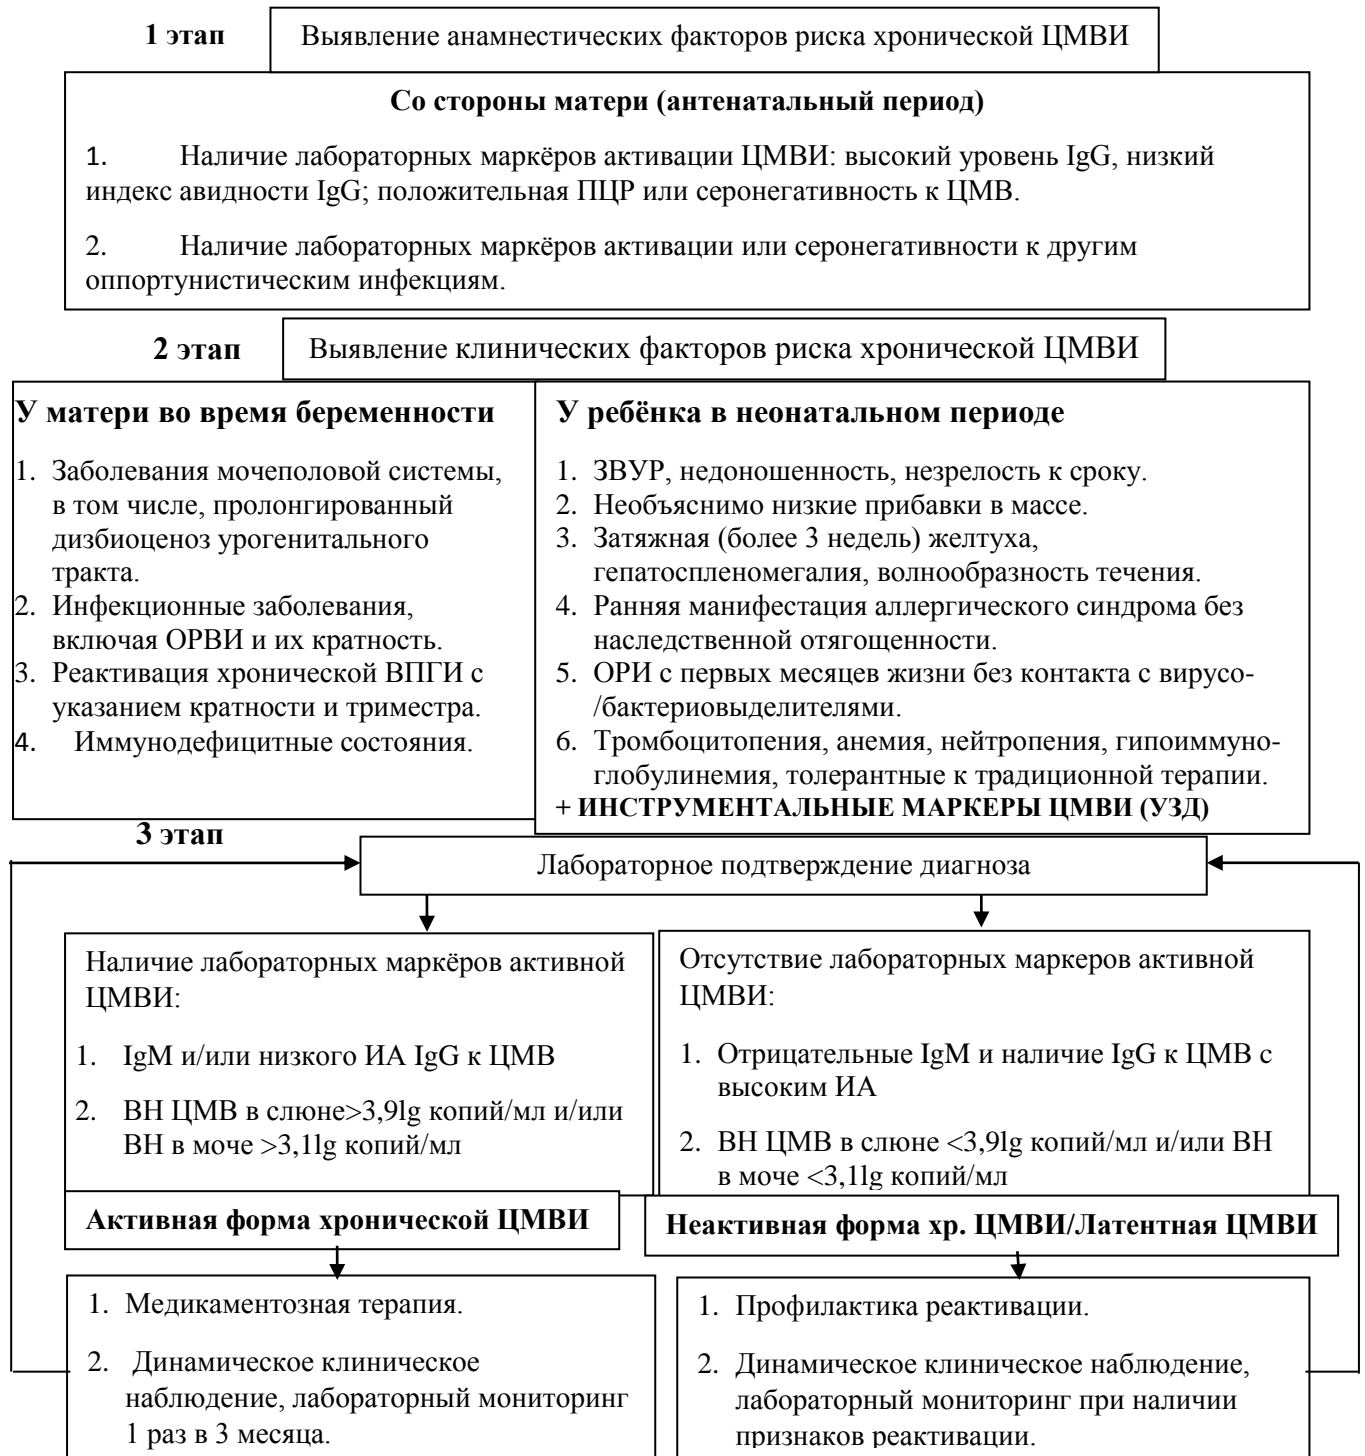 1 этап
Выявление анамнестических факторов риска хронической ЦМВИ
Со стороны матери (антенатальный период)
1. Наличие лабораторных маркёров активации ЦМВИ: высокий уровень IgG, низкий
индекс авидности IgG; положительная ПЦР или серонегативность к ЦМВ.
2. Наличие лабораторных маркёров активации или серонегативности к другим
оппортунистическим инфекциям.
2 этап
Выявление клинических факторов риска хронической ЦМВИ
У матери во время беременности
1. Заболевания мочеполовой системы,
в том числе, пролонгированный
дизбиоценоз урогенитального
тракта.
2. Инфекционные заболевания,
включая ОРВИ и их кратность.
3. Реактивация хронической ВПГИ с
указанием кратности и триместра.
4. Иммунодефицитные состояния.
У ребёнка в неонатальном периоде
1. ЗВУР, недоношенность, незрелость к сроку.
2. Необъяснимо низкие прибавки в массе.
3. Затяжная (более 3 недель) желтуха,
гепатоспленомегалия, волнообразность течения.
4. Ранняя манифестация аллергического синдрома без
наследственной отягощенности.
5. ОРИ с первых месяцев жизни без контакта с вирусо-
/бактериовыделителями.
6. Тромбоцитопения, анемия, нейтропения, гипоиммуно-
глобулинемия, толерантные к традиционной терапии.
+ ИНСТРУМЕНТАЛЬНЫЕ МАРКЕРЫ ЦМВИ (УЗД)
3 этап
Лабораторное подтверждение диагноза
Наличие лабораторных маркёров активной
ЦМВИ:
1. IgM и/или низкого ИА IgG к ЦМВ
2. ВН ЦМВ в слюне>3,9lg копий/мл и/или
ВН в моче >3,1lg копий/мл
Активная форма хронической ЦМВИ
1. Медикаментозная терапия.
2. Динамическое клиническое
наблюдение, лабораторный мониторинг
1 раз в 3 месяца.
Отсутствие лабораторных маркеров активной
ЦМВИ:
1. Отрицательные IgM и наличие IgG к ЦМВ с
высоким ИА
2. ВН ЦМВ в слюне <3,9lg копий/мл и/или ВН
в моче <3,1lg копий/мл
Неактивная форма хр. ЦМВИ/Латентная ЦМВИ
1. Профилактика реактивации.
2. Динамическое клиническое наблюдение,
лабораторный мониторинг при наличии
признаков реактивации.